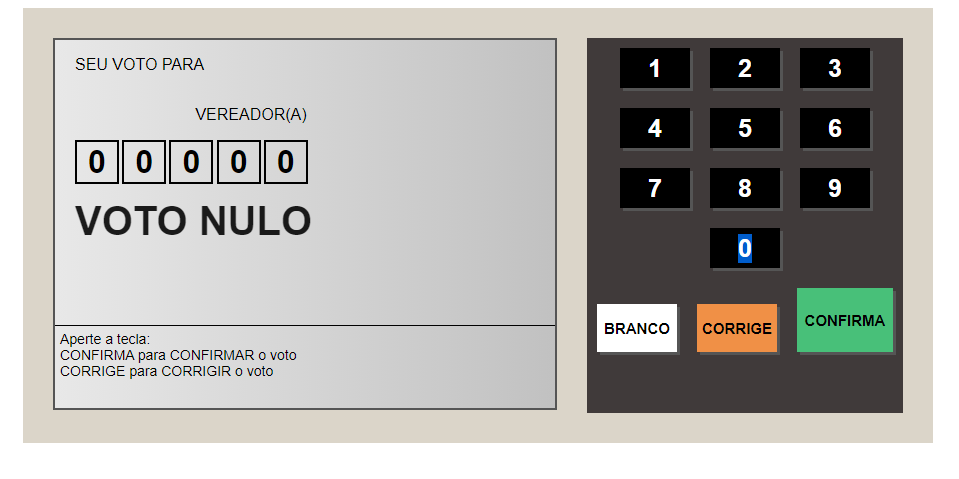 SEU VOTO PARA
VEREADOR(A)
0 0 0 0 0
VOTO NULO
Aperte a tecla:
CONFIRMA para CONFIRMAR o voto
CORRIGE para CORRIGIR o voto
1 2 3
4 5 6
7 8 9
0
BRANCO CORRIGE CONFIRMA